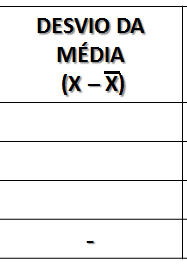 DESVIO DA
MÉDIA
(X – X̅)
-